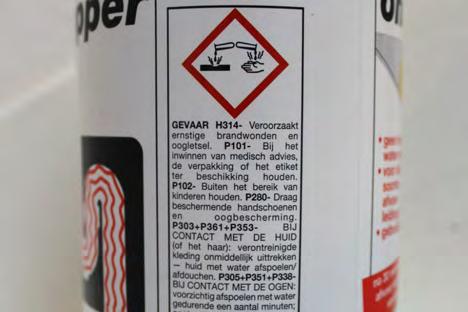 pper
GEVAAR H314- Veroorzaakt
ernstige brandwonden en
oogletsel. P101- Bij het
inwinnen van medisch advies,
de verpakking of het etiket
ter beschikking houden.
P102- Buiten het bereik van
kinderen houden. P280- Draag
beschermende handschoenen
en oogbescherming.
P303+P361+P353- BIJ
CONTACT MET DE HUID
(of het haar): verontreinigde
kleding onmiddellijk uittrekken
– huid met water afspoelen/
afdouchen. P305+P351+P338-
BIJ CONTACT MET DE OGEN:
voorzichtig afspoelen met water
gedurende een aantal minuten;